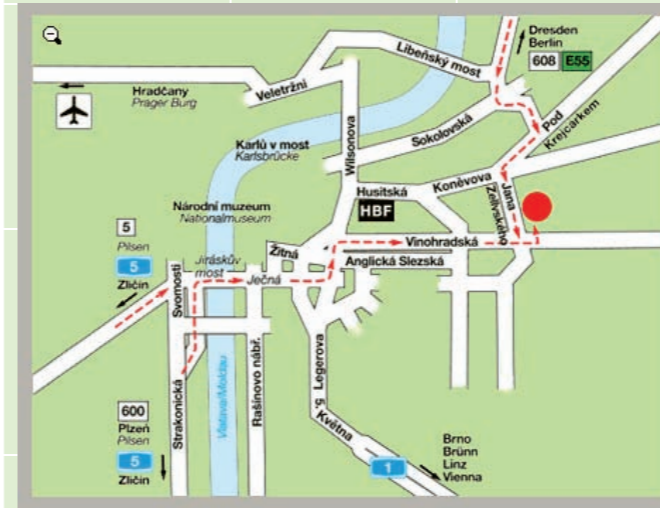 Dresden
Berlin
608 E55
Libeňský most
Hradčany
Prager Burg
Veletržní
Pod
Krejcárkem
Sokolovská
Wilsonova
Karlů v most
Karlsbrücke
Husitská
Koněvova
HBF
Jana
Želivského
Národní muzeum
Nationalmuseum
5
Pilsen
5
Zličín
Žitná
Vinohradská
Anglická Slezská
Jiráskův
most
Ječná
Svornosti
Strakonická
Vltava/Moldau
Rašínovo nábř.
Legerova
5. Května
600
Plzeň
Pilsen
5
Zličín
1
Brno
Brünn
Linz
Vienna